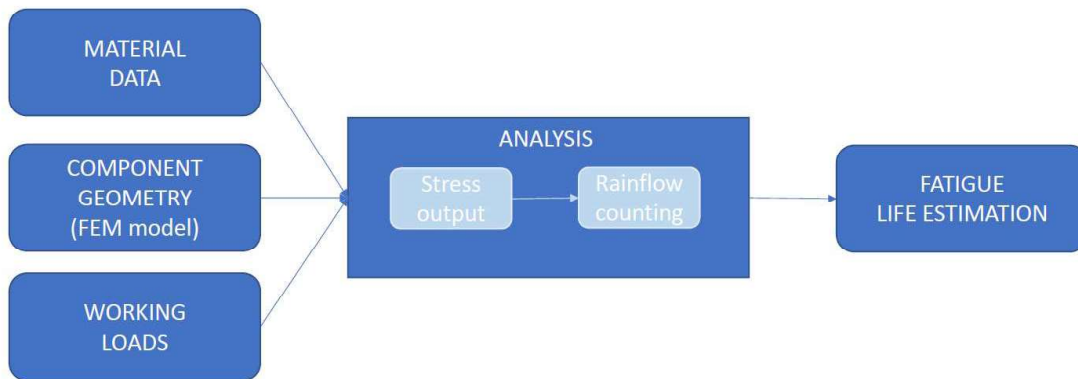 MATERIAL
DATA
COMPONENT
GEOMETRY
(FEM model)
WORKING
LOADS
ANALYSIS
Stress
output
Rainflow
counting
FATIGUE
LIFE ESTIMATION